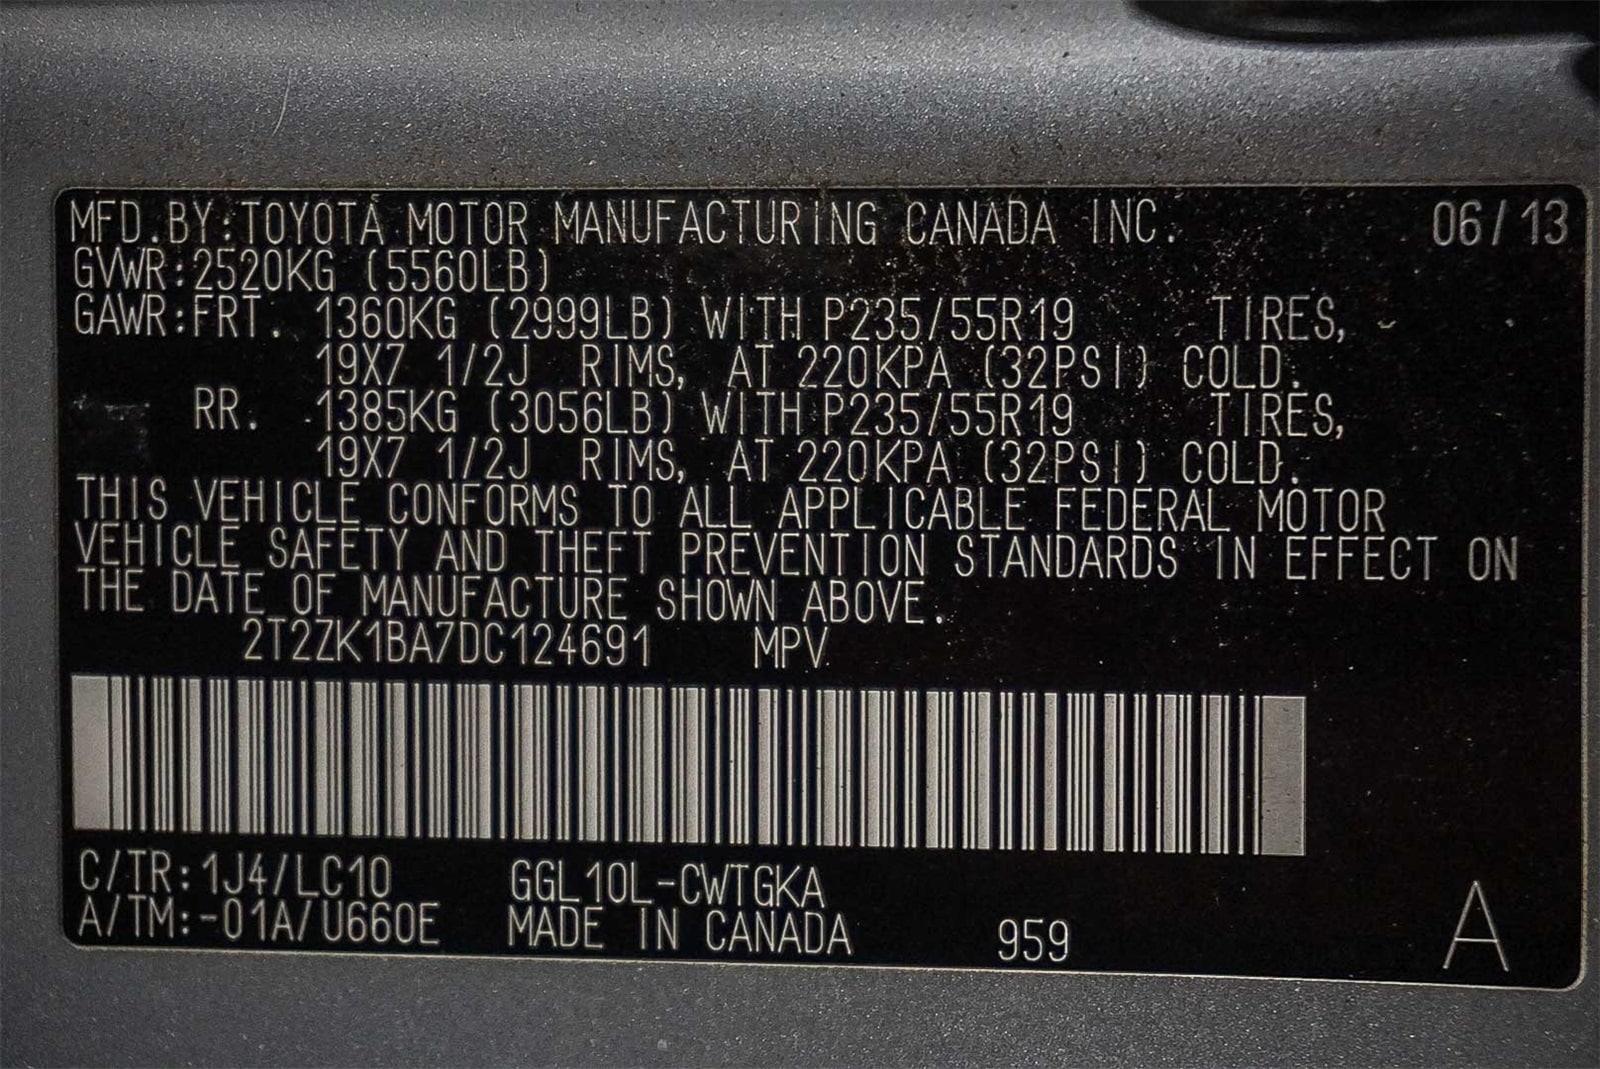 MFD.BY:TOYOTA MOTOR MANUFACTURING CANADA INC. 06/13
GVWR:2520KG (5560LB)
GAWR:FRT. 1360KG (2999LB) WITH P235/55R19 TIRES,
19X7 1/2J RIMS, AT 220KPA (32PSI) COLD.
RR. 1385KG (3056LB) WITH P235/55R19 TIRES,
19X7 1/2J RIMS, AT 220KPA (32PSI) COLD.
THIS VEHICLE CONFORMS TO ALL APPLICABLE FEDERAL MOTOR
VEHICLE SAFETY AND THEFT PREVENTION STANDARDS IN EFFECT ON
THE DATE OF MANUFACTURE SHOWN ABOVE.
2T2ZK1BA7DC124691 MPV
C/TR:1J4/LC10 GGL10L-CWTGKA
A/TM:-01A/U660E MADE IN CANADA 959 A